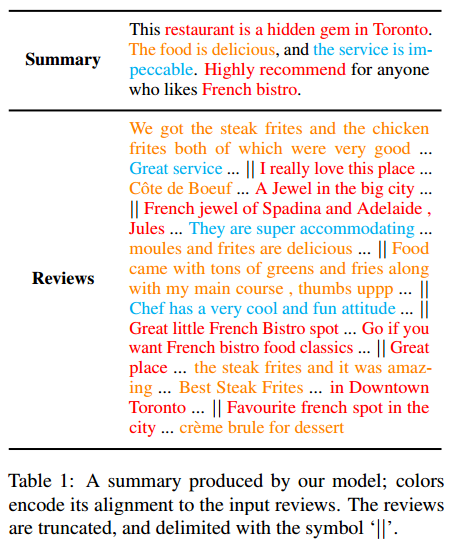 Summary
This restaurant is a hidden gem in Toronto.
The food is delicious, and the service is im-
peccable. Highly recommend for anyone
who likes French bistro.
Reviews
We got the steak frites and the chicken
frites both of which were very good ...
Great service ... || I really love this place ...
Côte de Boeuf ... A Jewel in the big city ...
|| French jewel of Spadina and Adelaide ,
Jules ... They are super accommodating ...
moules and frites are delicious ... || Food
came with tons of greens and fries along
with my main course , thumbs uppp ... ||
Chef has a very cool and fun attitude ... ||
Great little French Bistro spot ... Go if you
want French bistro food classics ... || Great
place ... the steak frites and it was amaz-
ing ... Best Steak Frites ... in Downtown
Toronto ... || Favourite french spot in the
city ... crème brule for dessert
Table 1: A summary produced by our model; colors
encode its alignment to the input reviews. The reviews
are truncated, and delimited with the symbol ‘||’.